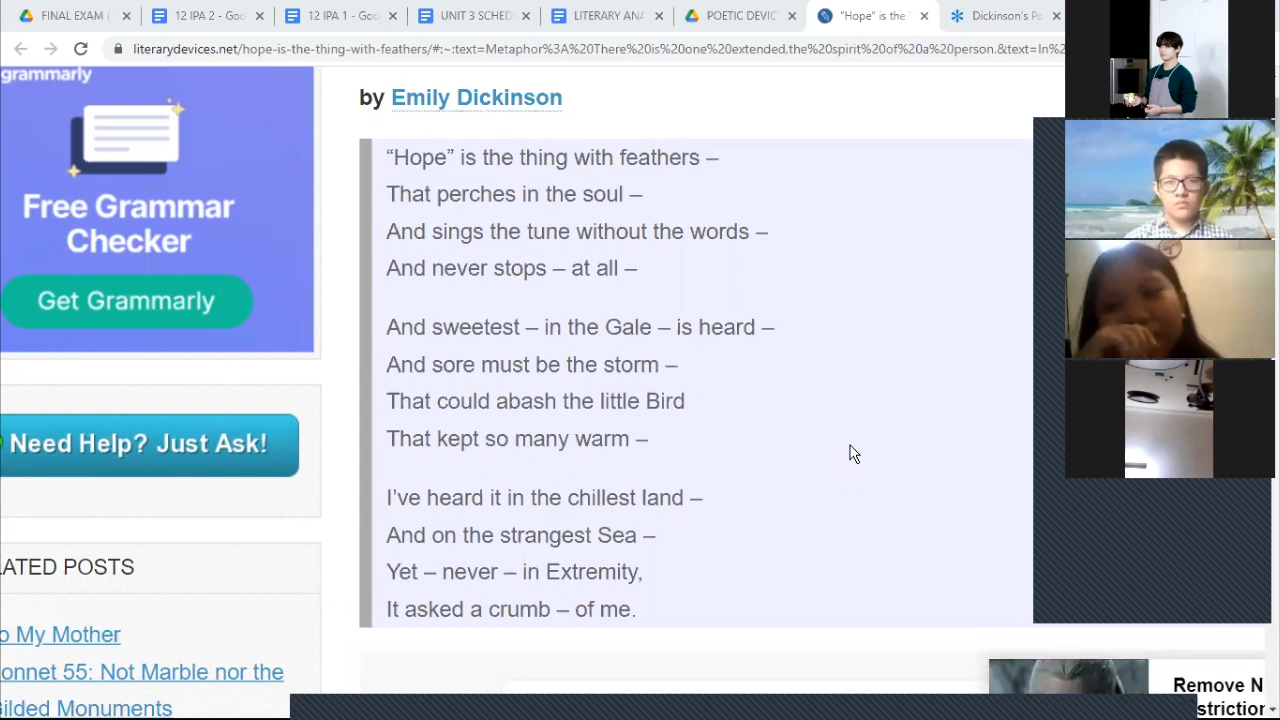 FINAL EXAM
12 IPA 2 - Goo
12 IPA 1 - Goo
UNIT 3 SCHED
LITERARY ANA
POETIC DEVIC
“Hope” is the
Dickinson's Po
literarydevices.net/hope-is-the-thing-with-feathers/#:~:text=Metaphor%3A%20There%20is%20one%20extended,the%20spirit%20of%20a%20person.&text=In%
grammarly
Free Grammar
Checker
Get Grammarly
Need Help? Just Ask!
LATED POSTS
o My Mother
onnet 55: Not Marble nor the
Gilded Monuments
by Emily Dickinson
“Hope” is the thing with feathers –
That perches in the soul –
And sings the tune without the words –
And never stops – at all –
And sweetest – in the Gale – is heard –
And sore must be the storm –
That could abash the little Bird
That kept so many warm –
I’ve heard it in the chillest land –
And on the strangest Sea –
Yet – never – in Extremity,
It asked a crumb – of me.
Remove N
striction